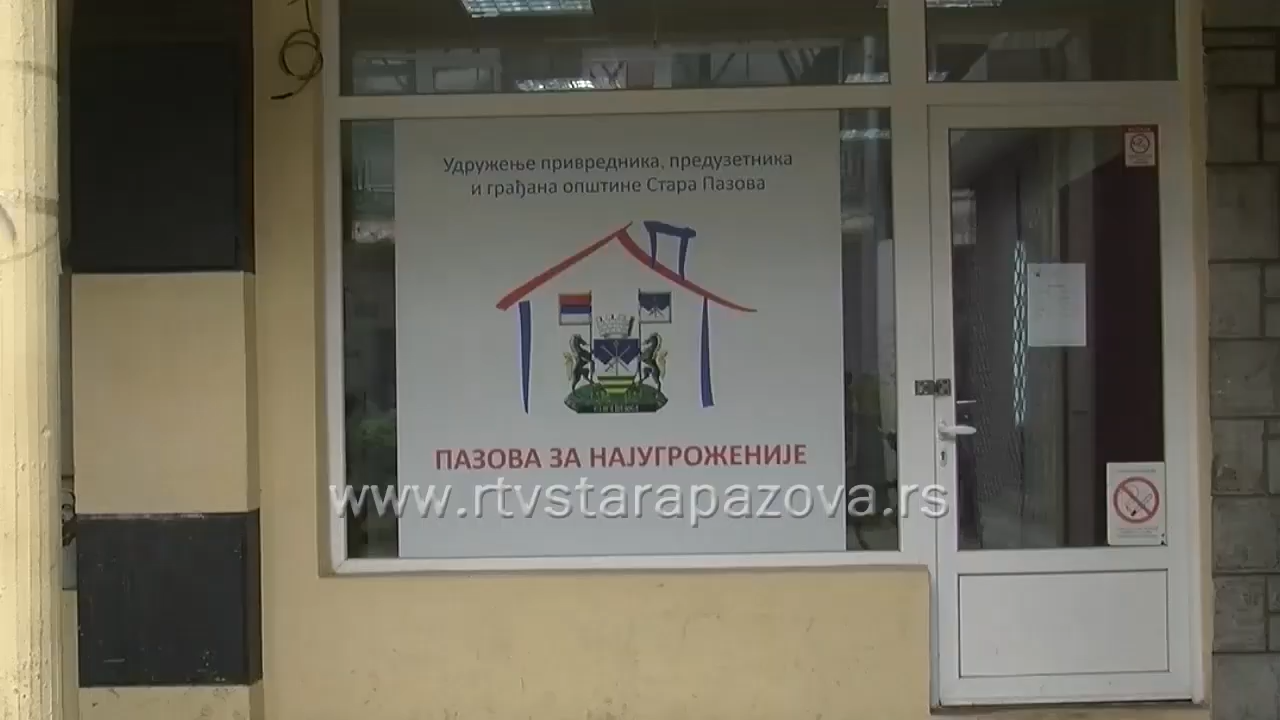 Удружење привредника, предузетника
и грађана општине Стара Пазова
ПАЗОВА ЗА НАЈУГРОЖЕНИЈЕ
www.rtvstarapazova.rs